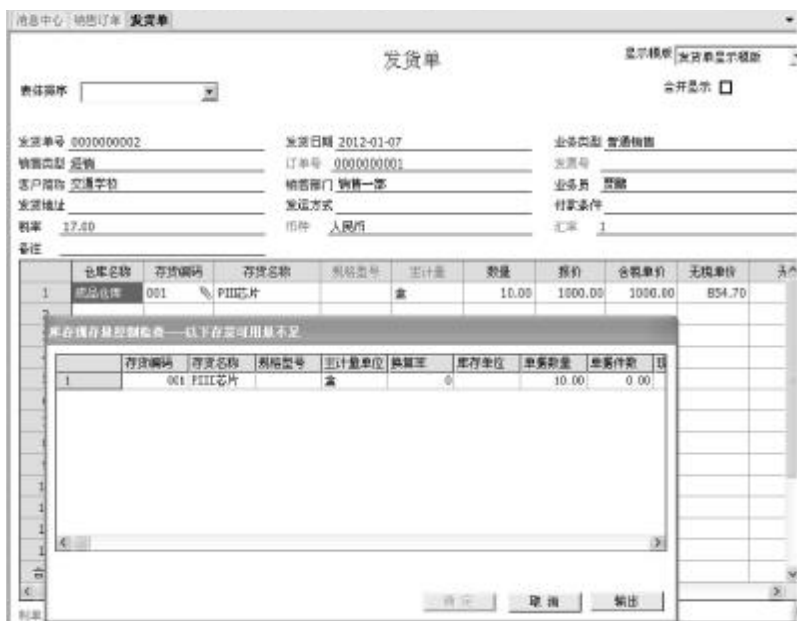 消息中心 销售订单 发货单
发货单
显示模版 发货单显示模版
表体排序
合并显示
发货单号 0000000002
发货日期 2012-01-07
业务类型 普通销售
销售类型 经销
订单号 0000000001
发票号
客户简称 交通学校
销售部门 销售一部
业务员 贾鹏
发货地址
发运方式
付款条件
税率 17.00
币种 人民币
汇率 1
备注
仓库名称 存货编码 存货名称 规格型号 主计量 数量 报价 含税单价 无税单价
1 成品仓库 001 PIII芯片 盒 10.00 1000.00 1000.00 854.70
库存现存量控制检查---以下存货可用量不足
存货编码 存货名称 规格型号 主计量单位 换算率 库存单位 单据数量 单据件数
1 001 PIII芯片 盒 0 10.00 0.00
确定 取消 输出